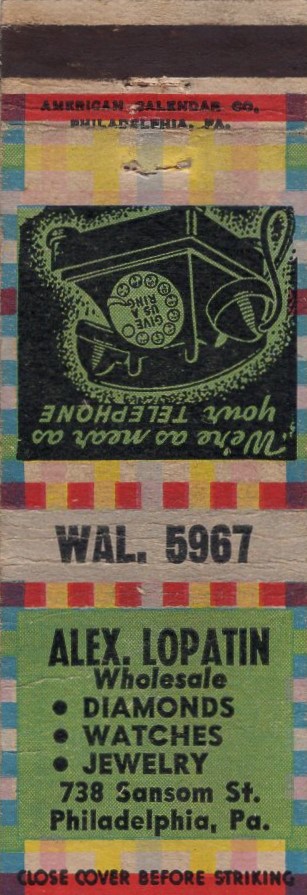 AMERICAN CALENDAR CO.
PHILADELPHIA, PA.
"We're as near as
your TELEPHONE
GIVE
US A
RING
WAL. 5967
ALEX. LOPATIN
Wholesale
• DIAMONDS
• WATCHES
• JEWELRY
738 Sansom St.
Philadelphia, Pa.
CLOSE COVER BEFORE STRIKING